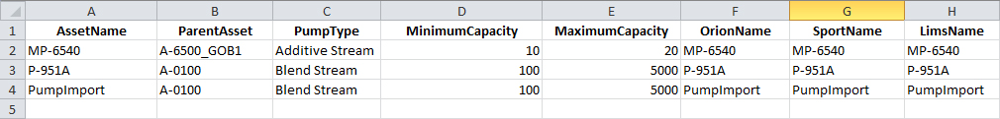 A B C D E F G H
1 AssetName ParentAsset PumpType MinimumCapacity MaximumCapacity OrionName SportName LimsName
2 MP-6540 A-6500_GOB1 Additive Stream 10 20 MP-6540 MP-6540 MP-6540
3 P-951A A-0100 Blend Stream 100 5000 P-951A P-951A P-951A
4 PumpImport A-0100 Blend Stream 100 5000 PumpImport PumpImport PumpImport
5